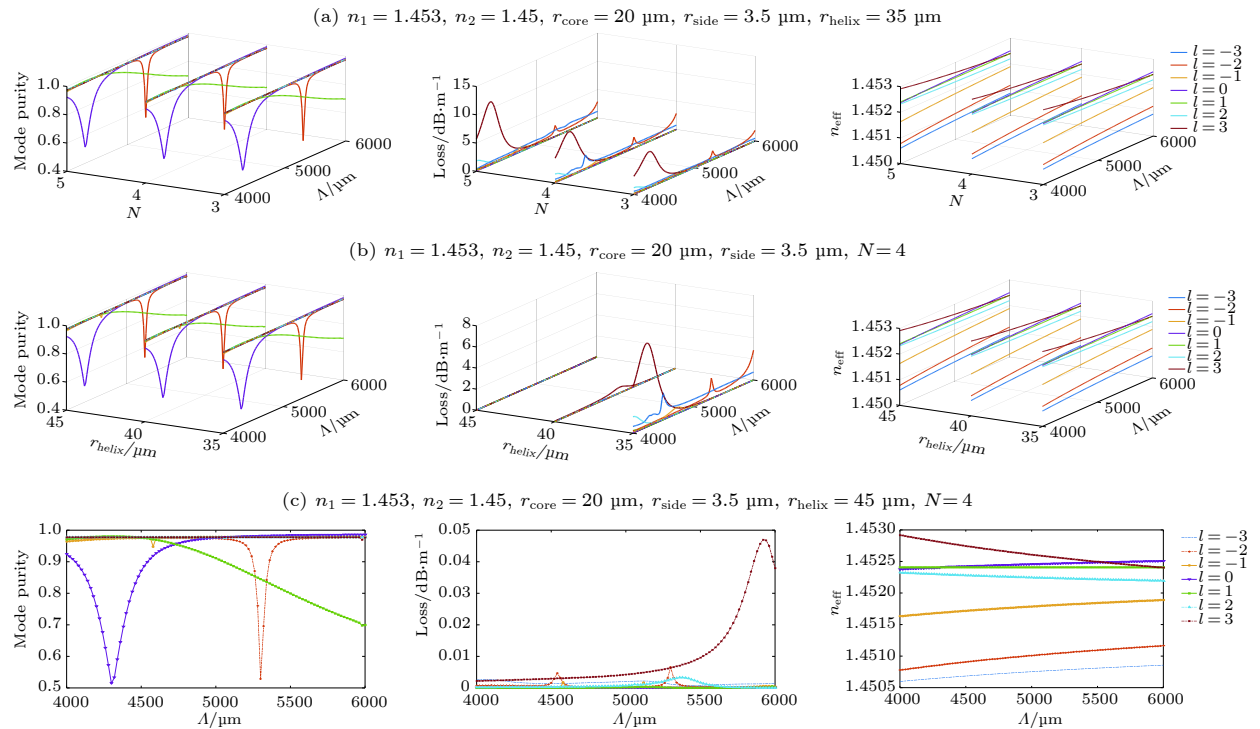 (a) n₁ = 1.453, n₂ = 1.45, r_core = 20 µm, r_side = 3.5 µm, r_helix = 35 µm
Mode purity
1.0
0.8
0.6
0.4
5
4
3
N
4000
5000
6000
Λ/µm
Loss/dB·m⁻¹
15
10
5
0
5
4
3
N
4000
5000
6000
Λ/µm
n_eff
1.4530
1.4520
1.4510
1.450
5
4
3
N
4000
5000
6000
Λ/µm
l = −3
l = −2
l = −1
l = 0
l = 1
l = 2
l = 3
(b) n₁ = 1.453, n₂ = 1.45, r_core = 20 µm, r_side = 3.5 µm, N = 4
Mode purity
1.0
0.8
0.6
0.4
45
40
35
r_helix/µm
4000
5000
6000
Λ/µm
Loss/dB·m⁻¹
8
6
4
2
0
45
40
35
r_helix/µm
4000
5000
6000
Λ/µm
n_eff
1.4530
1.4520
1.4510
1.450
45
40
35
r_helix/µm
4000
5000
6000
Λ/µm
l = −3
l = −2
l = −1
l = 0
l = 1
l = 2
l = 3
(c) n₁ = 1.453, n₂ = 1.45, r_core = 20 µm, r_side = 3.5 µm, r_helix = 45 µm, N = 4
Mode purity
1.0
0.9
0.8
0.7
0.6
0.5
4000 4500 5000 5500 6000
Λ/µm
Loss/dB·m⁻¹
0.05
0.04
0.03
0.02
0.01
0
4000 4500 5000 5500 6000
Λ/µm
n_eff
1.4530
1.4525
1.4520
1.4515
1.4510
1.4505
4000 4500 5000 5500 6000
Λ/µm
l = −3
l = −2
l = −1
l = 0
l = 1
l = 2
l = 3